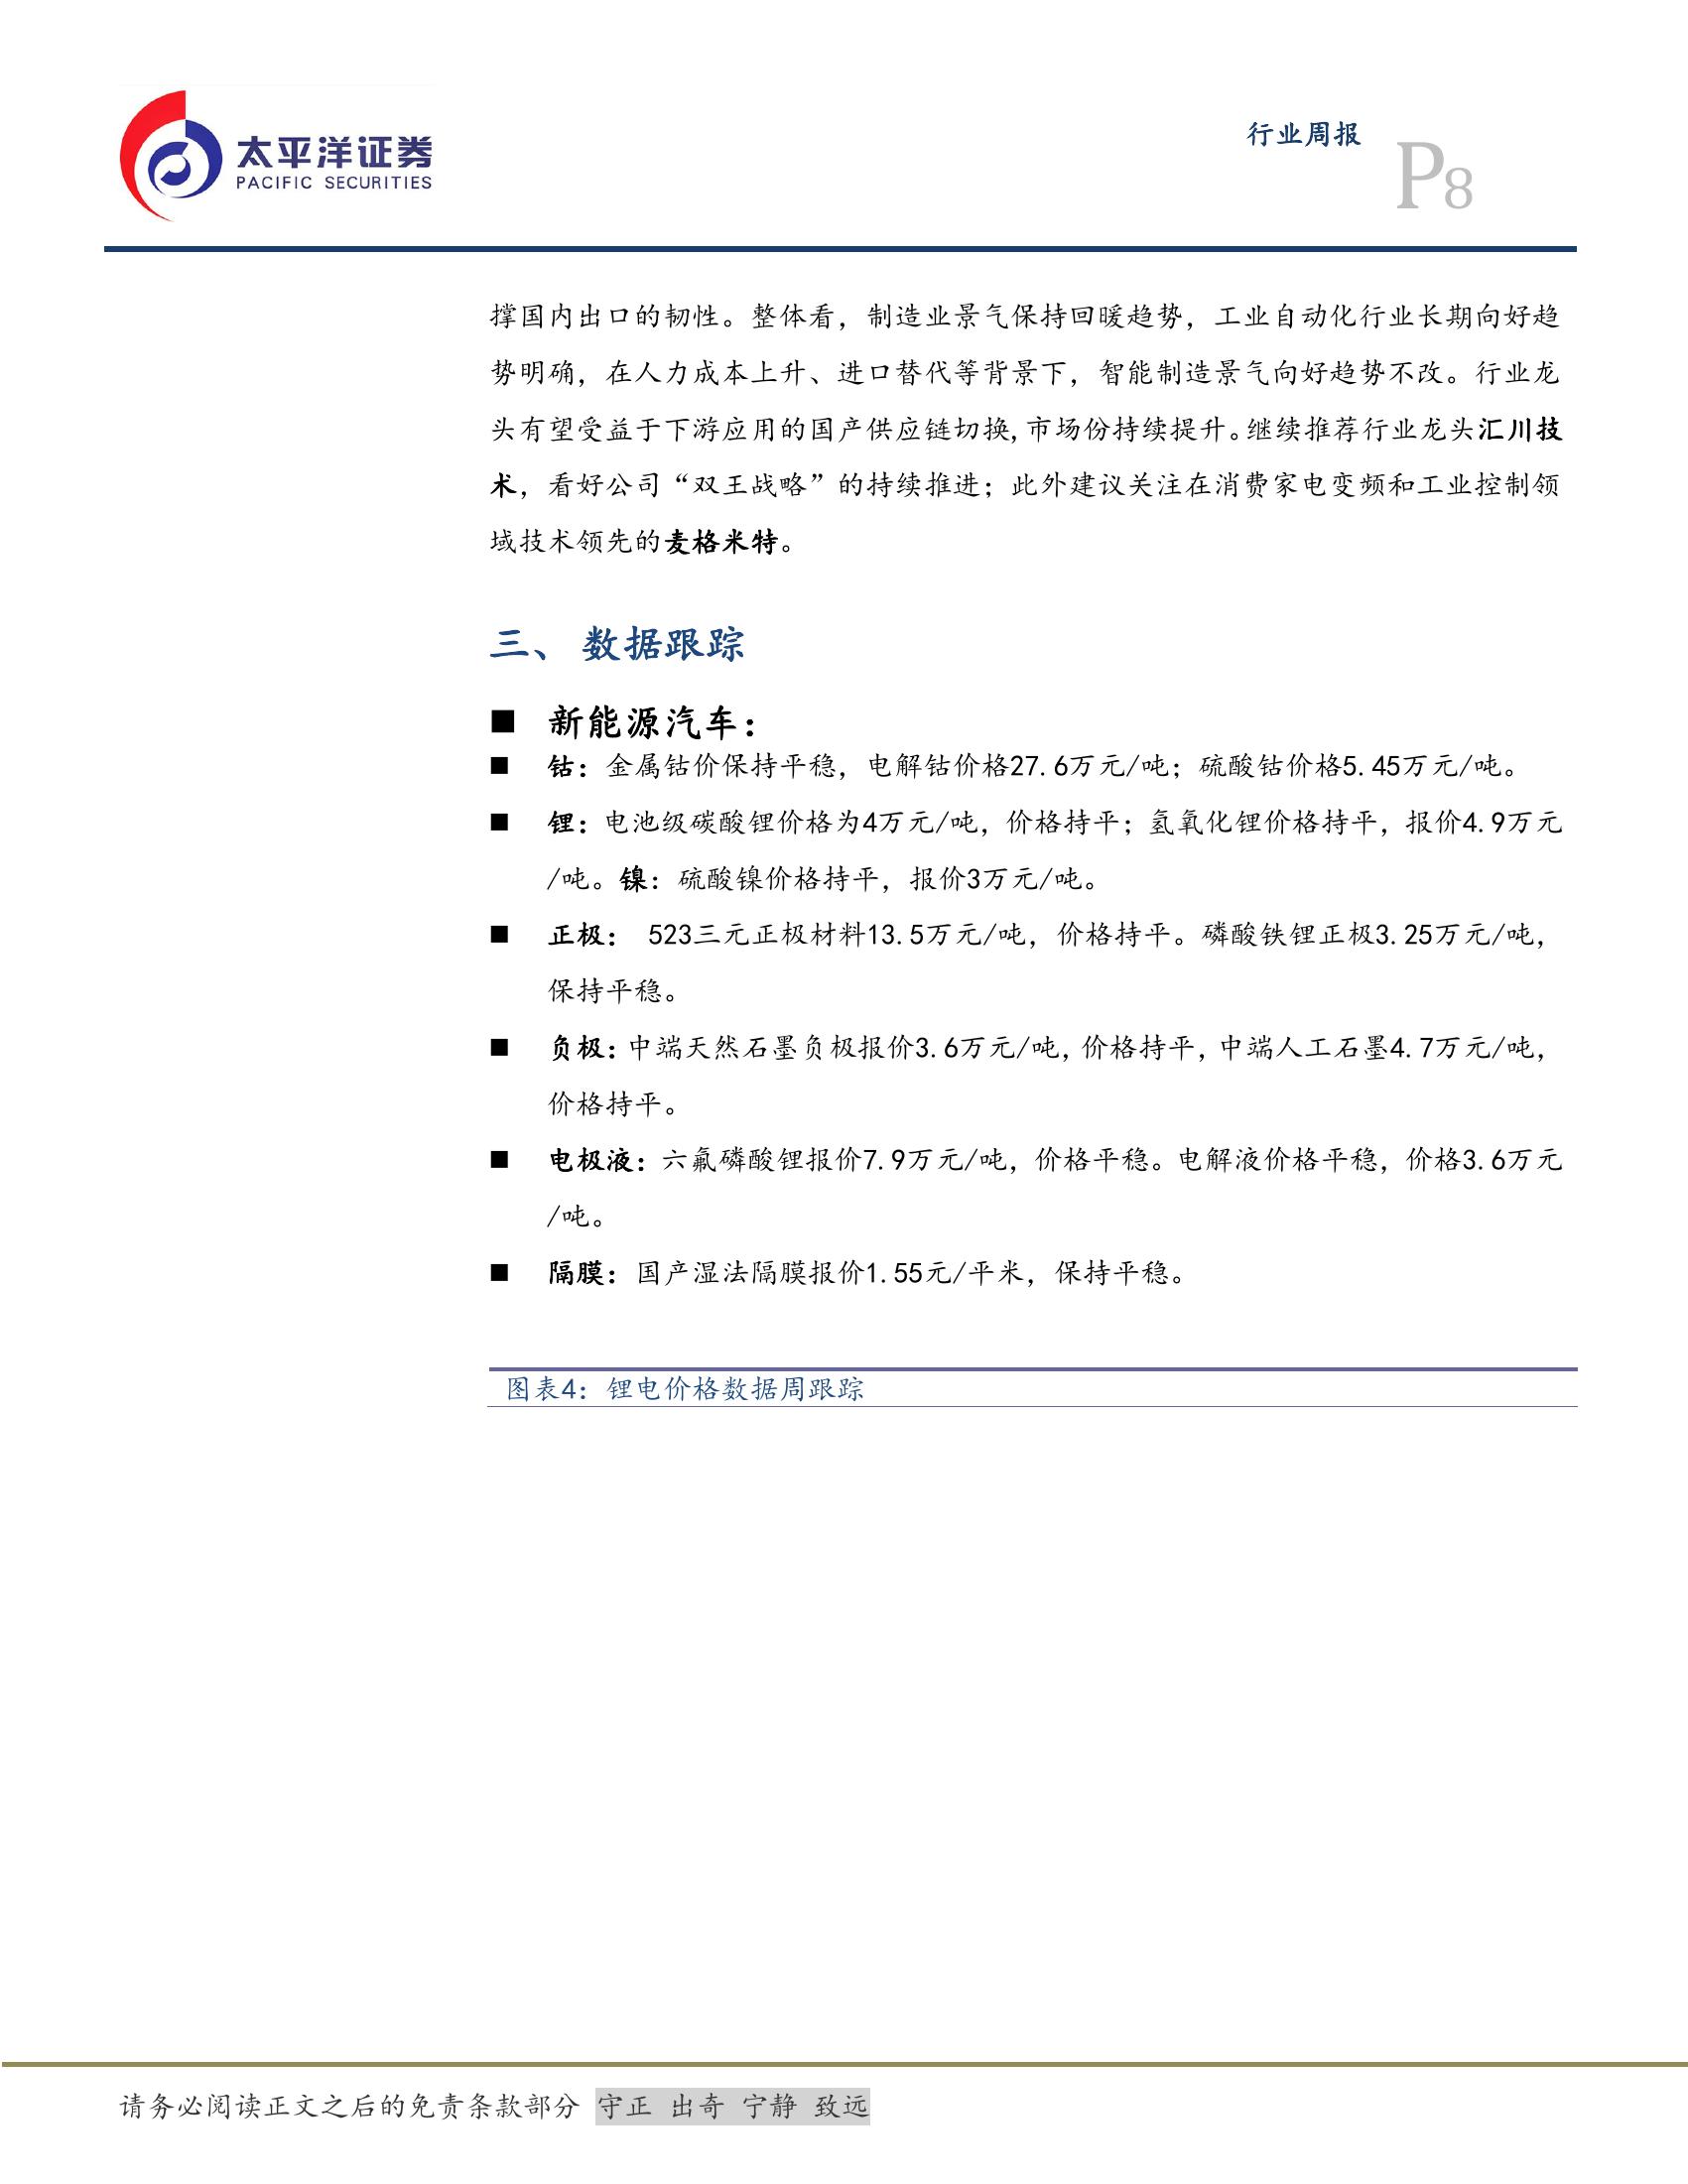 太平洋证券
PACIFIC SECURITIES
行业周报
P8
撑国内出口的韧性。整体看，制造业景气保持回暖趋势，工业自动化行业长期向好趋
势明确，在人力成本上升、进口替代等背景下，智能制造景气向好趋势不改。行业龙
头有望受益于下游应用的国产供应链切换,市场份持续提升。继续推荐行业龙头汇川技
术，看好公司“双王战略”的持续推进；此外建议关注在消费家电变频和工业控制领
域技术领先的麦格米特。
三、 数据跟踪
■ 新能源汽车：
■ 钴：金属钴价保持平稳，电解钴价格27.6万元/吨；硫酸钴价格5.45万元/吨。
■ 锂：电池级碳酸锂价格为4万元/吨，价格持平；氢氧化锂价格持平，报价4.9万元
/吨。镍：硫酸镍价格持平，报价3万元/吨。
■ 正极： 523三元正极材料13.5万元/吨，价格持平。磷酸铁锂正极3.25万元/吨，
保持平稳。
■ 负极：中端天然石墨负极报价3.6万元/吨,价格持平,中端人工石墨4.7万元/吨，
价格持平。
■ 电极液：六氟磷酸锂报价7.9万元/吨，价格平稳。电解液价格平稳，价格3.6万元
/吨。
■ 隔膜：国产湿法隔膜报价1.55元/平米，保持平稳。
图表4：锂电价格数据周跟踪
请务必阅读正文之后的免责条款部分 守正 出奇 宁静 致远